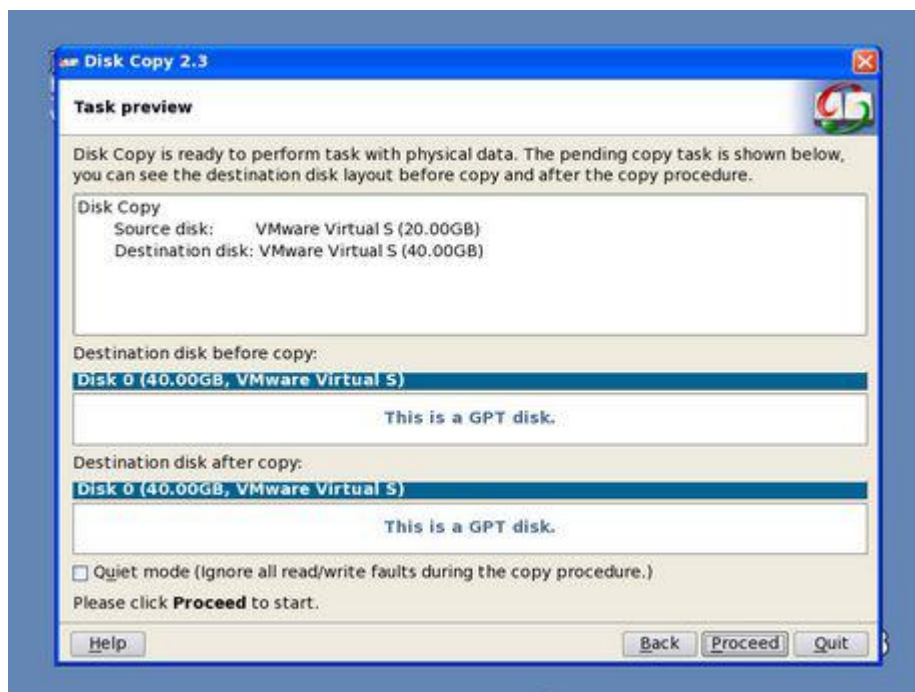 Disk Copy 2.3
Task preview
Disk Copy is ready to perform task with physical data. The pending copy task is shown below,
you can see the destination disk layout before copy and after the copy procedure.
Disk Copy
Source disk: VMware Virtual S (20.00GB)
Destination disk: VMware Virtual S (40.00GB)
Destination disk before copy:
Disk 0 (40.00GB, VMware Virtual S)
This is a GPT disk.
Destination disk after copy:
Disk 0 (40.00GB, VMware Virtual S)
This is a GPT disk.
Quiet mode (Ignore all read/write faults during the copy procedure.)
Please click Proceed to start.
Help Back Proceed Quit